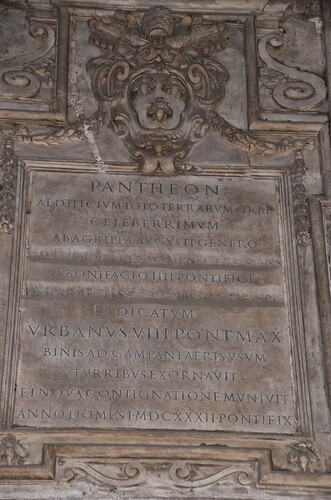 PANTHEON
AEDIFICIVM TOTO TERRARVM ORBE
CELEBERRIMVM
AB AGRIPPA AVGVSTI GENERO
A BONIFACIO IIII PONTIFICE
DICATVM
VRBANVS VIII PONT MAX
BINIS AD CAMPANI AERIS VSVM
TVRRIBVS EXORNAVIT
ET NOVA CONTIGNATIONE MVNIVIT
ANNO DOMINI MDCXXXII PONTIF IX